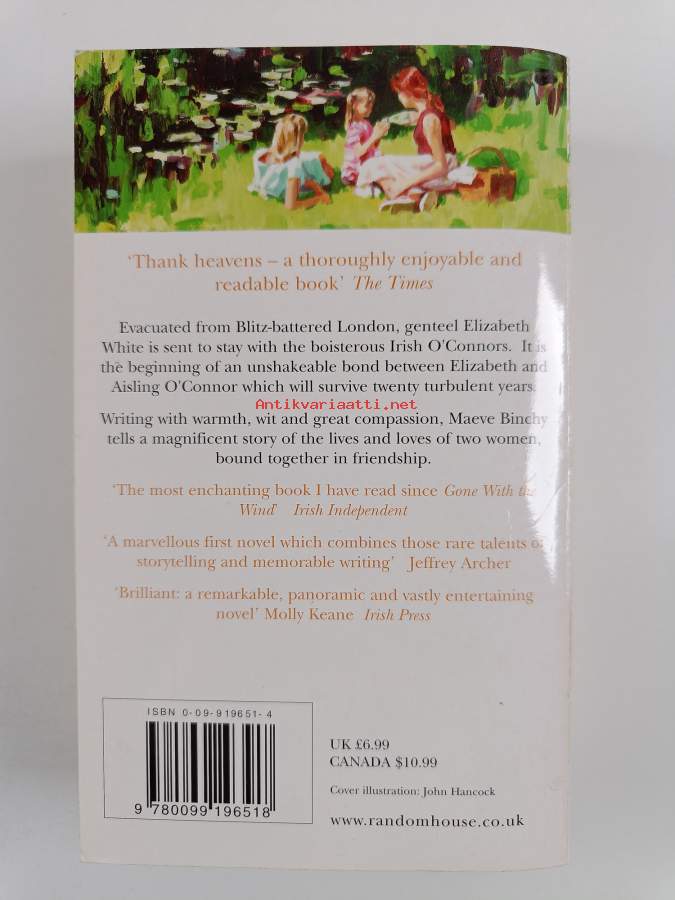 ‘Thank heavens – a thoroughly enjoyable and
readable book’ The Times
Evacuated from Blitz-battered London, genteel Elizabeth
White is sent to stay with the boisterous Irish O'Connors. It is
the beginning of an unshakeable bond between Elizabeth and
Aisling O'Connor which will survive twenty turbulent years.
Antikvariaatti.net
Writing with warmth, wit and great compassion, Maeve Binchy
tells a magnificent story of the lives and loves of two women,
bound together in friendship.
‘The most enchanting book I have read since Gone With the
Wind’ Irish Independent
‘A marvellous first novel which combines those rare talents of
storytelling and memorable writing’ Jeffrey Archer
‘Brilliant: a remarkable, panoramic and vastly entertaining
novel’ Molly Keane Irish Press
ISBN 0-09-919651-4
9 780099 196518
UK £6.99
CANADA $10.99
Cover illustration: John Hancock
www.randomhouse.co.uk